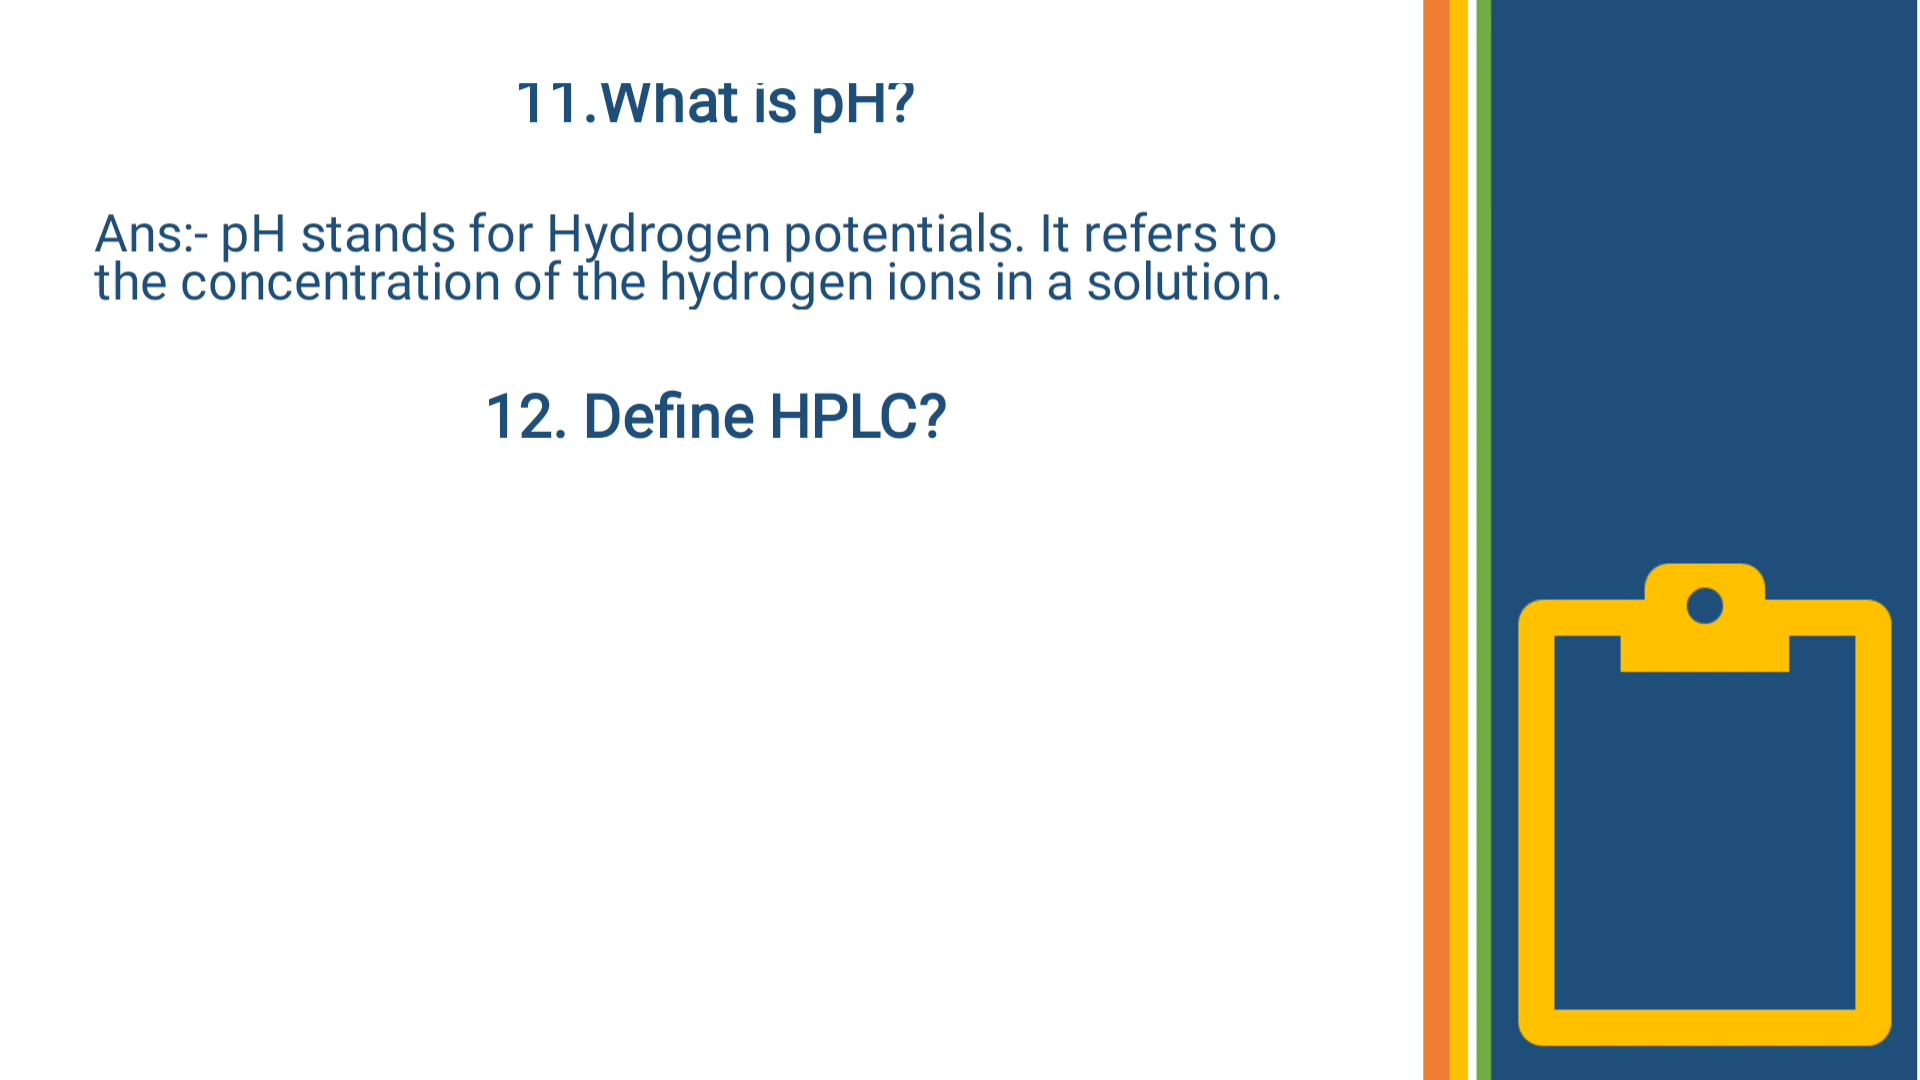 11.What is pH?
Ans:- pH stands for Hydrogen potentials. It refers to
the concentration of the hydrogen ions in a solution.
12. Define HPLC?